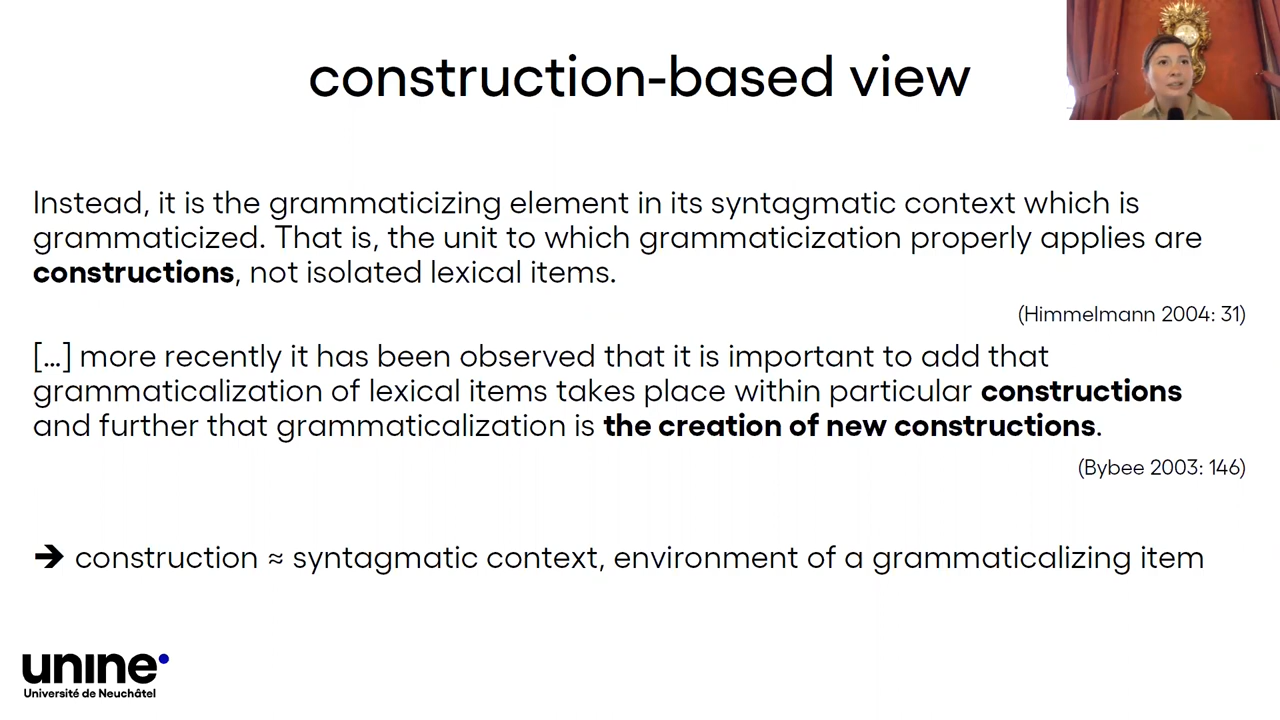 construction-based view
Instead, it is the grammaticizing element in its syntagmatic context which is
grammaticized. That is, the unit to which grammaticization properly applies are
constructions, not isolated lexical items.
(Himmelmann 2004: 31)
[...] more recently it has been observed that it is important to add that
grammaticalization of lexical items takes place within particular constructions
and further that grammaticalization is the creation of new constructions.
(Bybee 2003: 146)
➔ construction ≈ syntagmatic context, environment of a grammaticalizing item
unine
Université de Neuchâtel